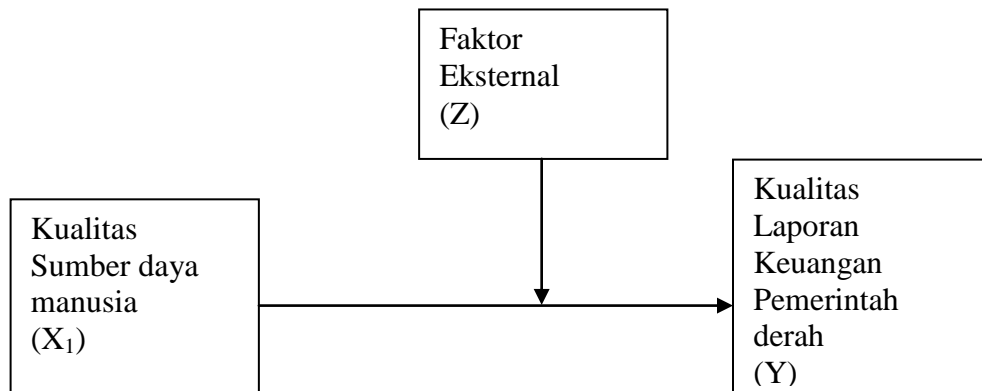 Faktor
Eksternal
(Z)
Kualitas
Sumber daya
manusia
(X₁)
Kualitas
Laporan
Keuangan
Pemerintah
derah
(Y)